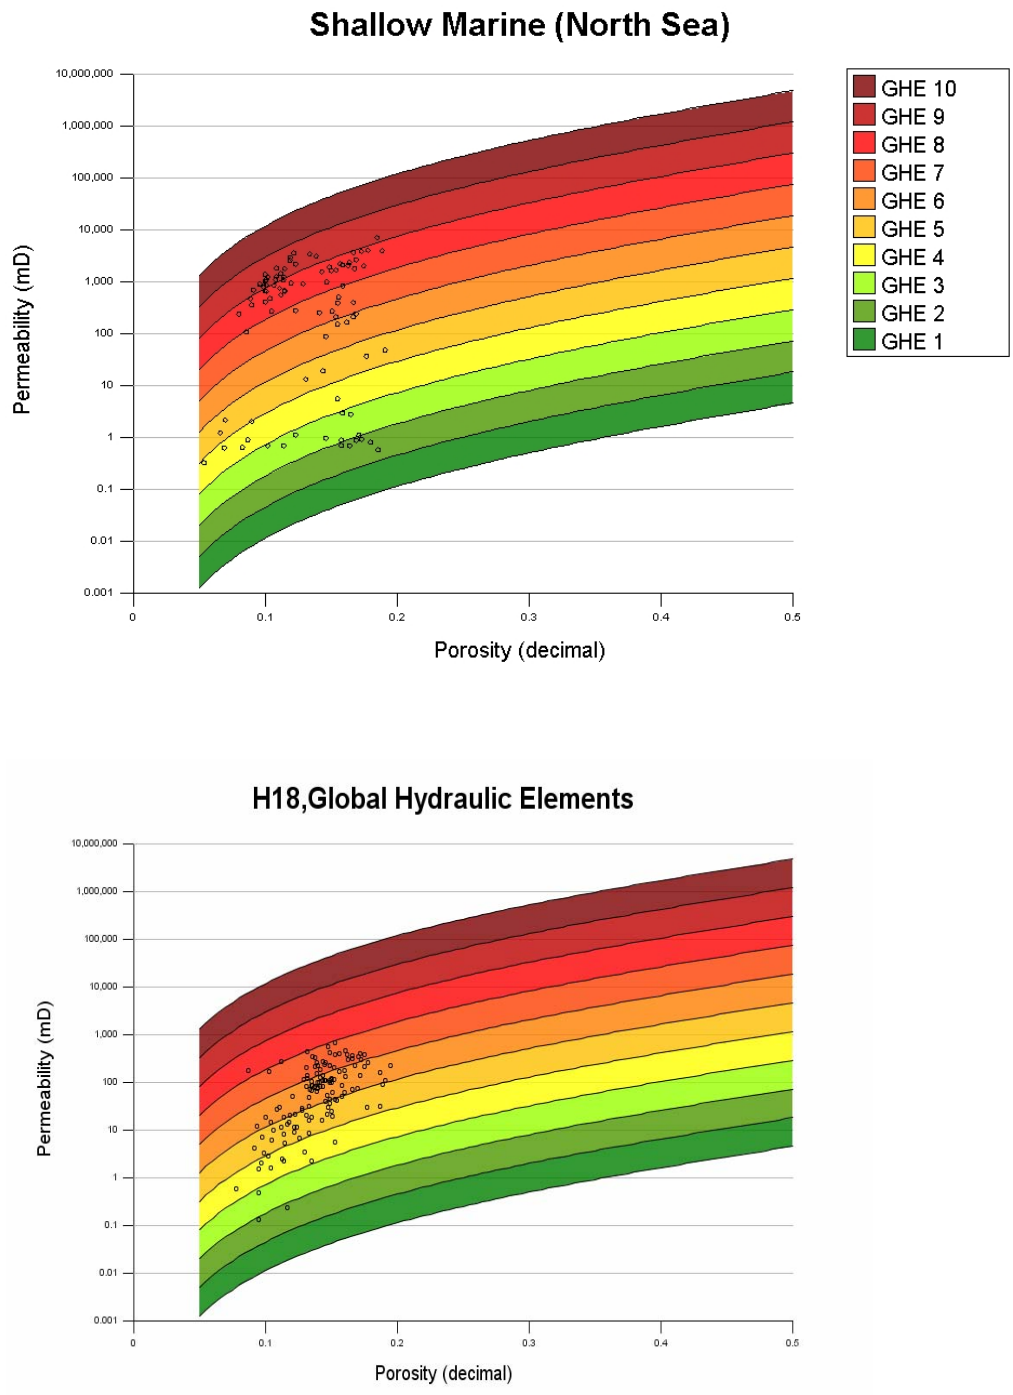 Shallow Marine (North Sea)
10,000,000
1,000,000
100,000
10,000
1,000
100
10
1
0.1
0.01
0.001
Permeability (mD)
0 0.1 0.2 0.3 0.4 0.5
Porosity (decimal)
GHE 10
GHE 9
GHE 8
GHE 7
GHE 6
GHE 5
GHE 4
GHE 3
GHE 2
GHE 1
H18,Global Hydraulic Elements
10,000,000
1,000,000
100,000
10,000
1,000
100
10
1
0.1
0.01
0.001
Permeability (mD)
0 0.1 0.2 0.3 0.4 0.5
Porosity (decimal)